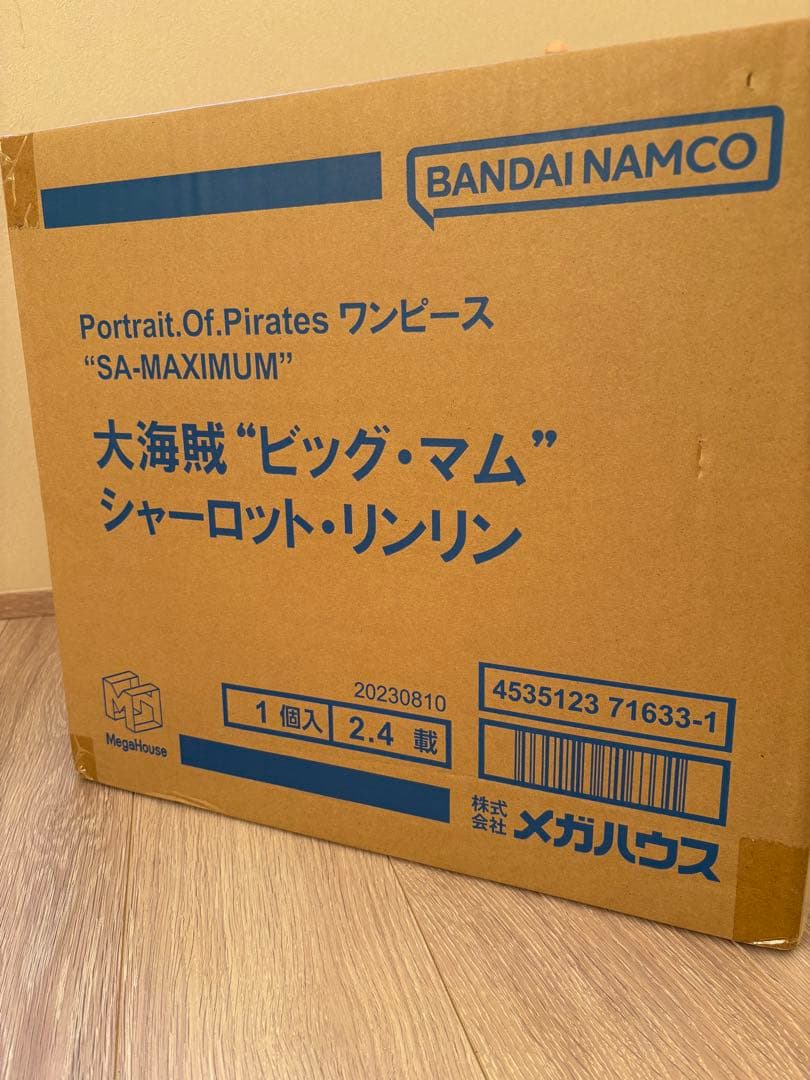 BANDAI NAMCO
Portrait.Of.Pirates ワンピース
“SA-MAXIMUM”
大海賊“ビッグ・マム”
シャーロット・リンリン
20230810
1 個入 2.4 載
4535123 71633-1
MegaHouse
株式会社 メガハウス